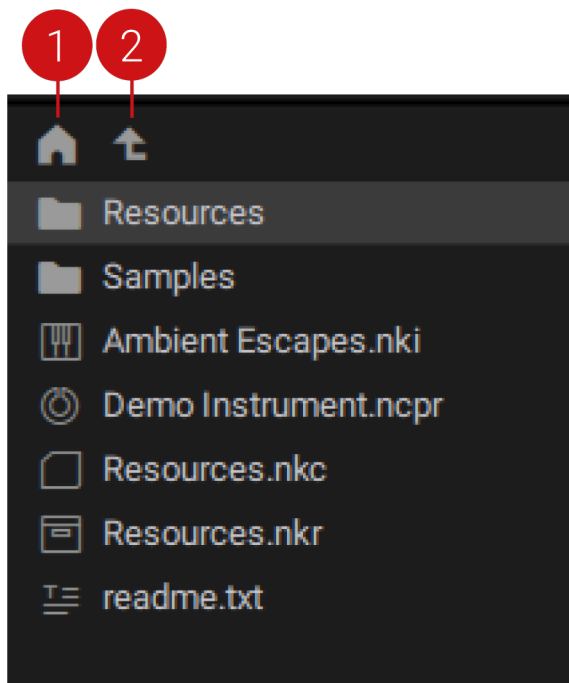 1 2
Resources
Samples
Ambient Escapes.nki
Demo Instrument.ncpr
Resources.nkc
Resources.nkr
readme.txt